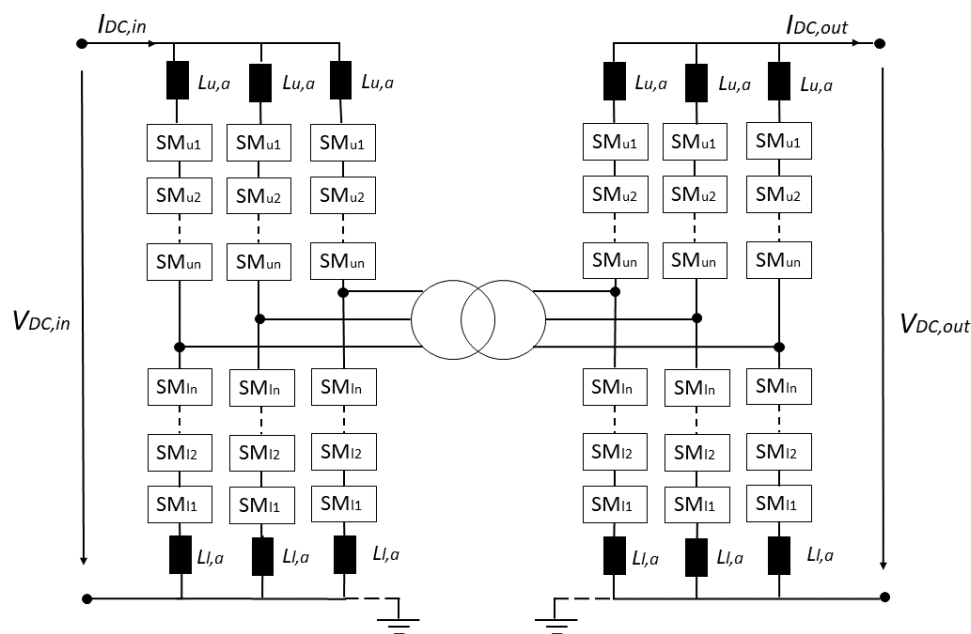 IDC,in IDC,out
Lu,a Lu,a Lu,a Lu,a Lu,a Lu,a
SMu1 SMu1 SMu1 SMu1 SMu1 SMu1
SMu2 SMu2 SMu2 SMu2 SMu2 SMu2
SMun SMun SMun SMun SMun SMun
VDC,in VDC,out
SMln SMln SMln SMln SMln SMln
SMl2 SMl2 SMl2 SMl2 SMl2 SMl2
SMl1 SMl1 SMl1 SMl1 SMl1 SMl1
Ll,a Ll,a Ll,a Ll,a Ll,a Ll,a